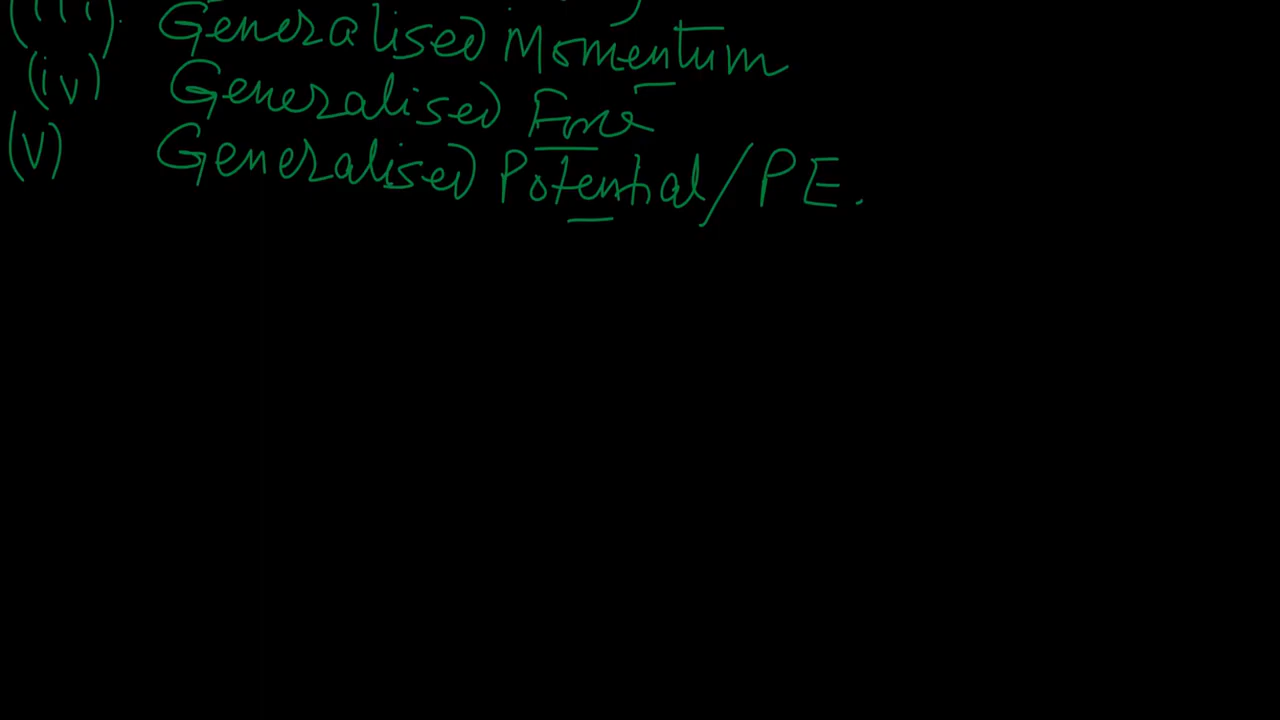 (iii). Generalised Momentum
(iv) Generalised Force
(v) Generalised Potential/PE.